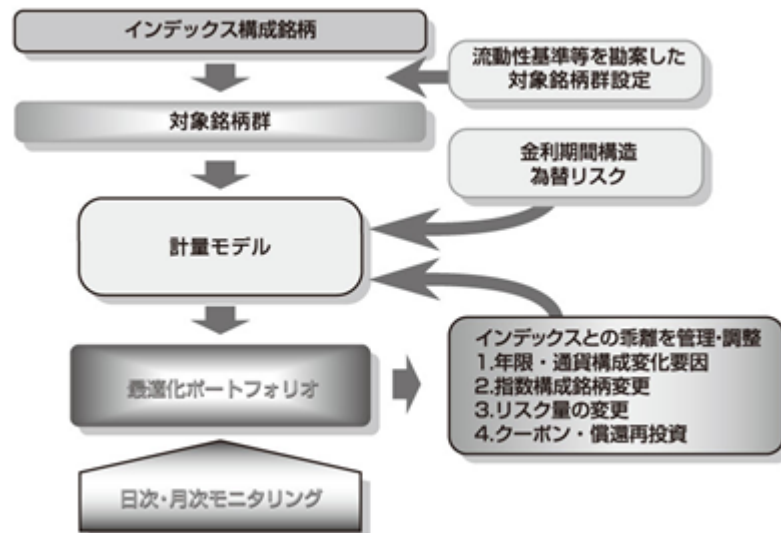 インデックス構成銘柄
流動性基準等を勘案した
対象銘柄群設定
対象銘柄群
金利期間構造
為替リスク
計量モデル
インデックスとの乖離を管理・調整
1.年限・通貨構成変化要因
2.指数構成銘柄変更
3.リスク量の変更
4.クーポン・償還再投資
最適化ポートフォリオ
日次・月次モニタリング